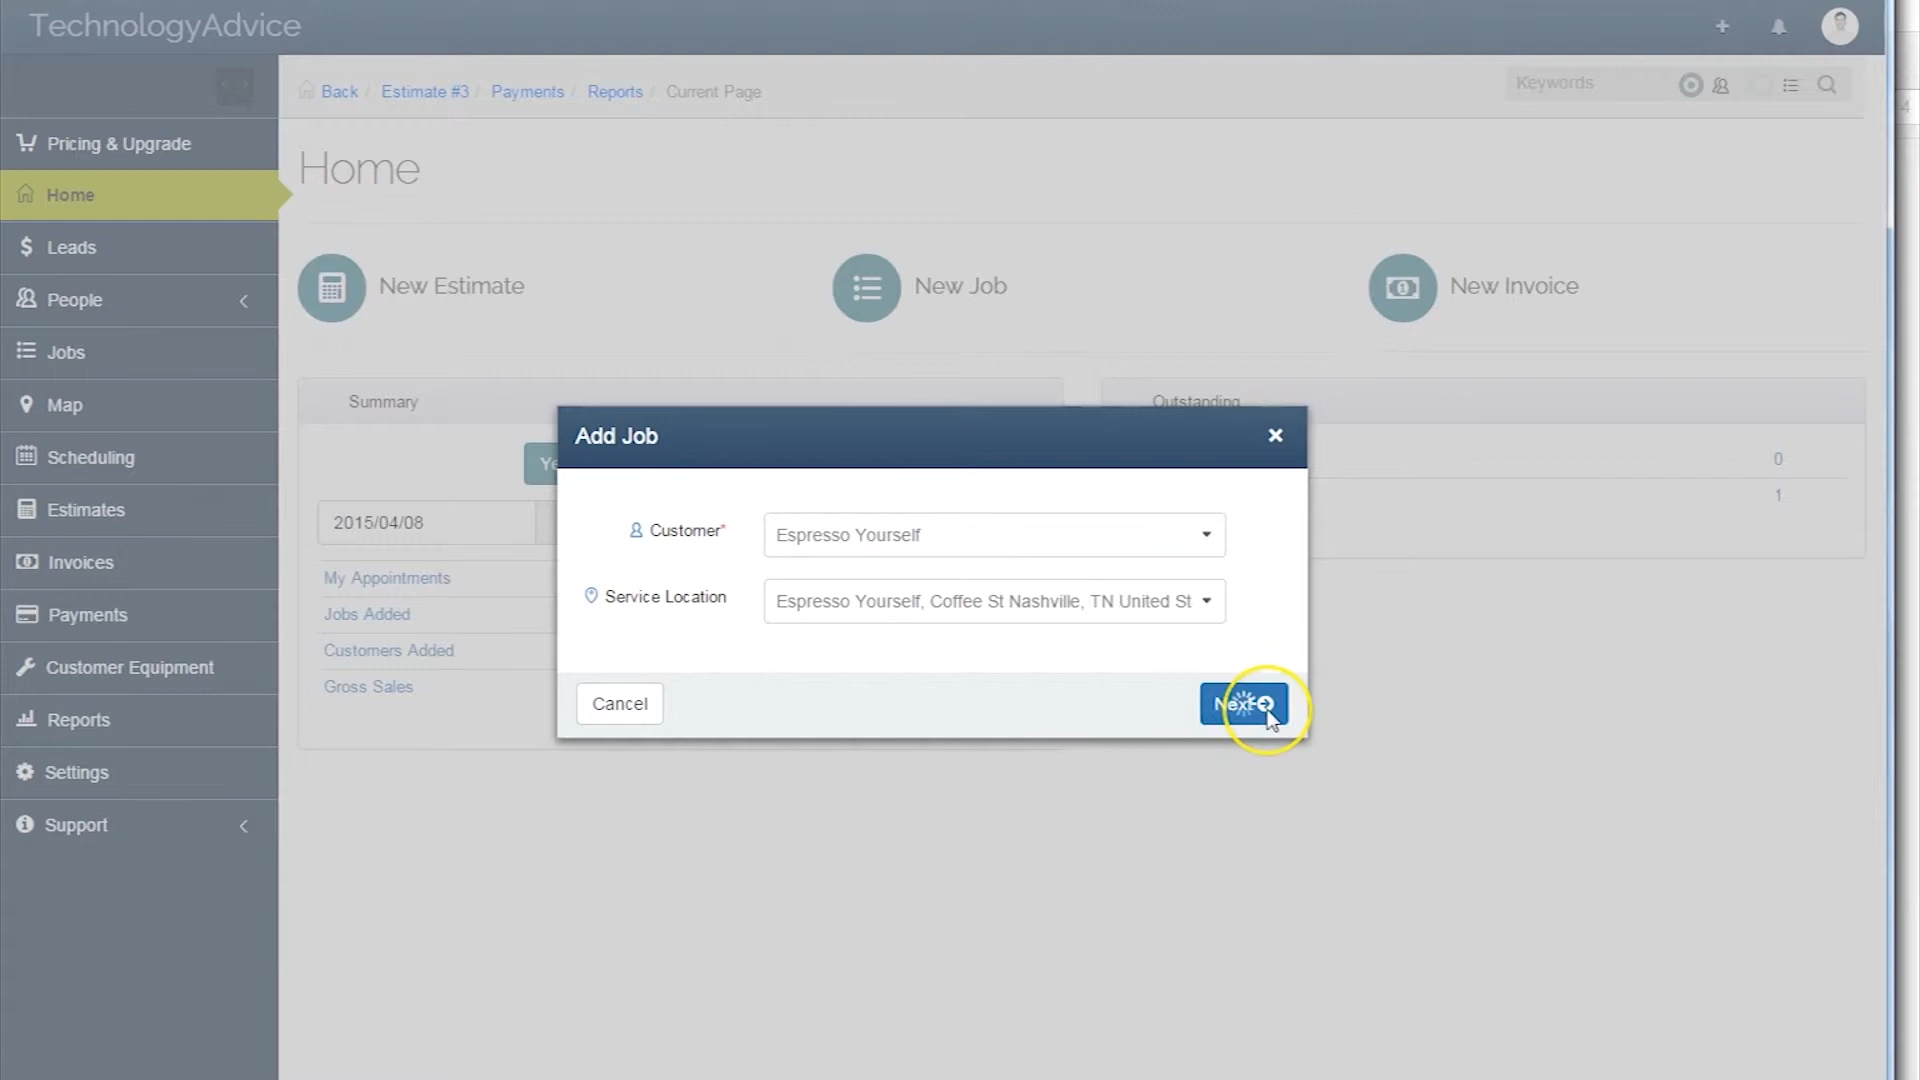 TechnologyAdvice
Back / Estimate #3 / Payments / Reports / Current Page
Keywords
Pricing & Upgrade
Home
Leads
People
Jobs
Map
Scheduling
Estimates
Invoices
Payments
Customer Equipment
Reports
Settings
Support
Home
New Estimate
New Job
New Invoice
Summary
2015/04/08
My Appointments
Jobs Added
Customers Added
Gross Sales
Outstanding
0
1
Add Job
Customer*
Espresso Yourself
Service Location
Espresso Yourself, Coffee St Nashville, TN United St
Cancel
Next